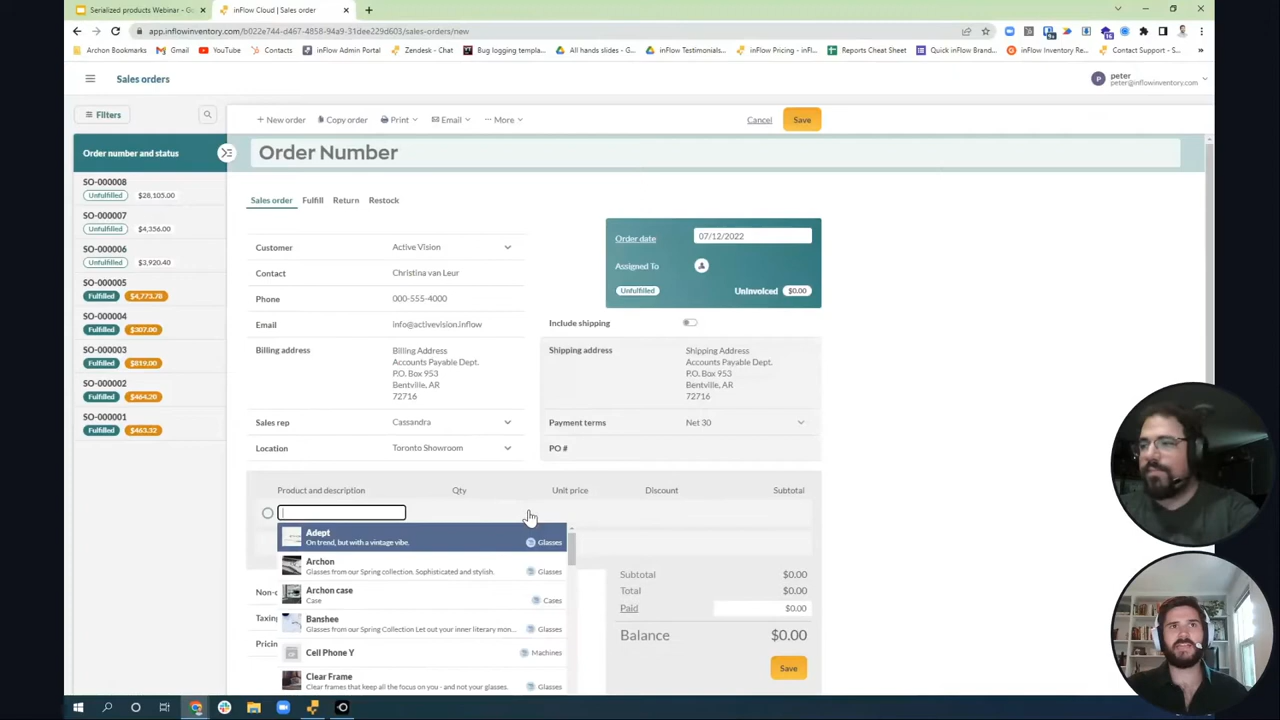 Serialized products Webinar - Go
inFlow Cloud | Sales order
app.inflowinventory.com/b022e744-d467-4858-94a9-31dee229d603/sales-orders/new
Archon Bookmarks
Gmail
YouTube
Contacts
inFlow Admin Portal
Zendesk - Chat
Bug logging template...
All hands slides - G...
inFlow Testimonials...
inFlow Pricing - inFl...
Reports Cheat Sheet
Quick inFlow Brand...
inFlow Inventory Re...
Contact Support - S...
Sales orders
peter
peter@inflowinventory.com
Filters
New order
Copy order
Print
Email
More
Cancel
Save
Order number and status
Order Number
SO-000008
Unfulfilled $28,105.00
SO-000007
Unfulfilled $4,356.00
SO-000006
Unfulfilled $3,920.40
SO-000005
Fulfilled $4,773.78
SO-000004
Fulfilled $307.00
SO-000003
Fulfilled $819.00
SO-000002
Fulfilled $464.20
SO-000001
Fulfilled $463.32
Sales order Fulfill Return Restock
Customer Active Vision
Contact Christina van Leur
Phone 000-555-4000
Email info@activevision.inflow
Billing address Billing Address
Accounts Payable Dept.
P.O. Box 953
Bentville, AR
72716
Sales rep Cassandra
Location Toronto Showroom
Order date 07/12/2022
Assigned To
Unfulfilled Uninvoiced $0.00
Include shipping
Shipping address Shipping Address
Accounts Payable Dept.
P.O. Box 953
Bentville, AR
72716
Payment terms Net 30
PO #
Product and description Qty Unit price Discount Subtotal
Adept
On trend, but with a vintage vibe. Glasses
Archon
Glasses from our Spring collection. Sophisticated and stylish. Glasses
Archon case
Case Cases
Banshee
Glasses from our Spring Collection Let out your inner literary mon... Glasses
Cell Phone Y Machines
Clear Frame
Clear frames that keep all the focus on you - and not your glasses. Glasses
Non-c
Taxing
Pricin
Subtotal $0.00
Total $0.00
Paid $0.00
Balance $0.00
Save